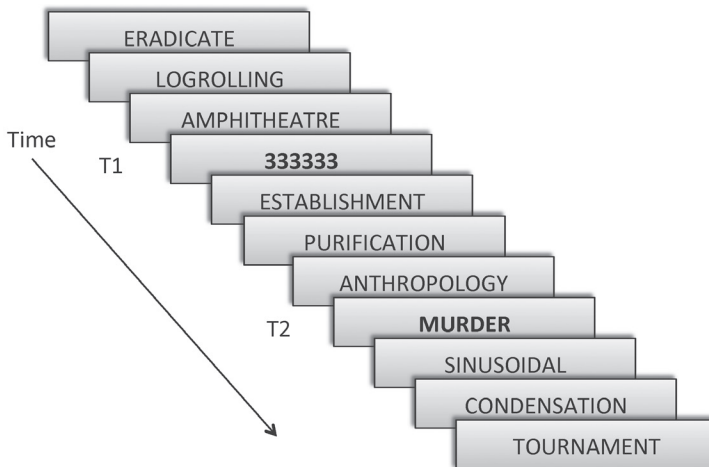 ERADICATE
LOGROLLING
AMPHITHEATRE
Time
T1
333333
ESTABLISHMENT
PURIFICATION
ANTHROPOLOGY
T2
MURDER
SINUSOIDAL
CONDENSATION
TOURNAMENT